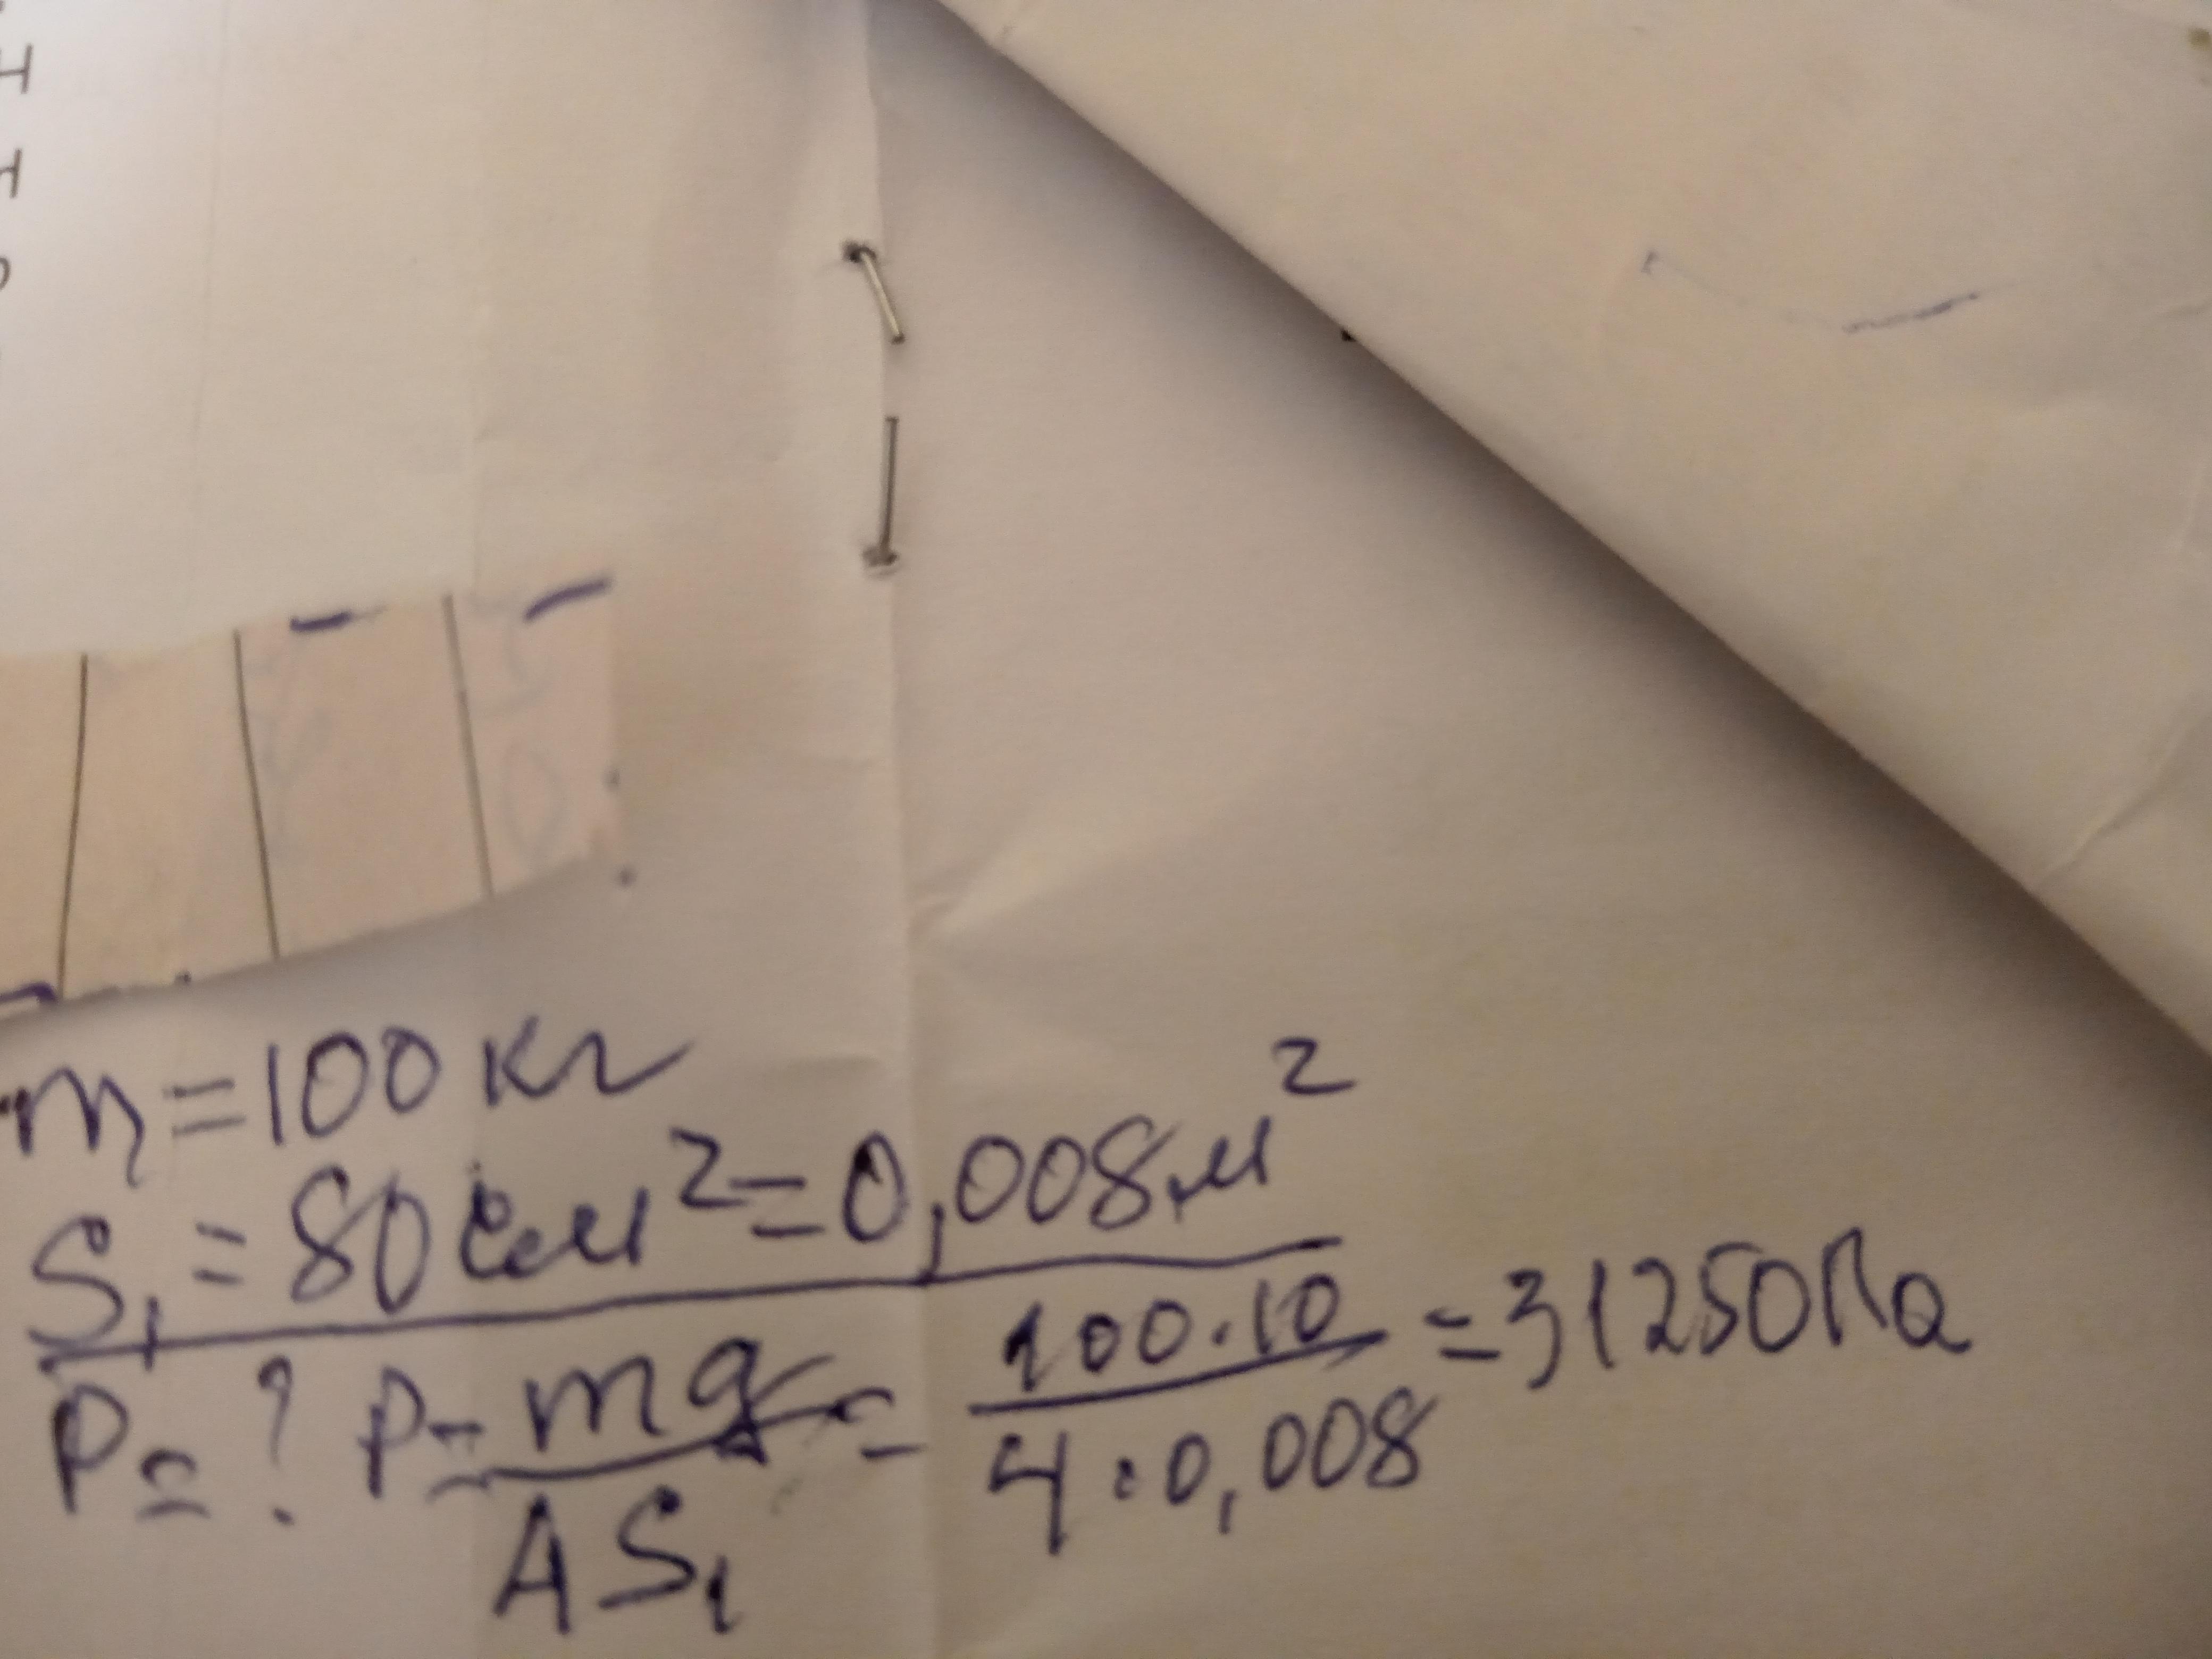 m = 100 кг
S₁ = 80 см² = 0,008 м²
P = ? P = mg / 4S₁ = 100·10 / 4·0,008 = 31250 Па